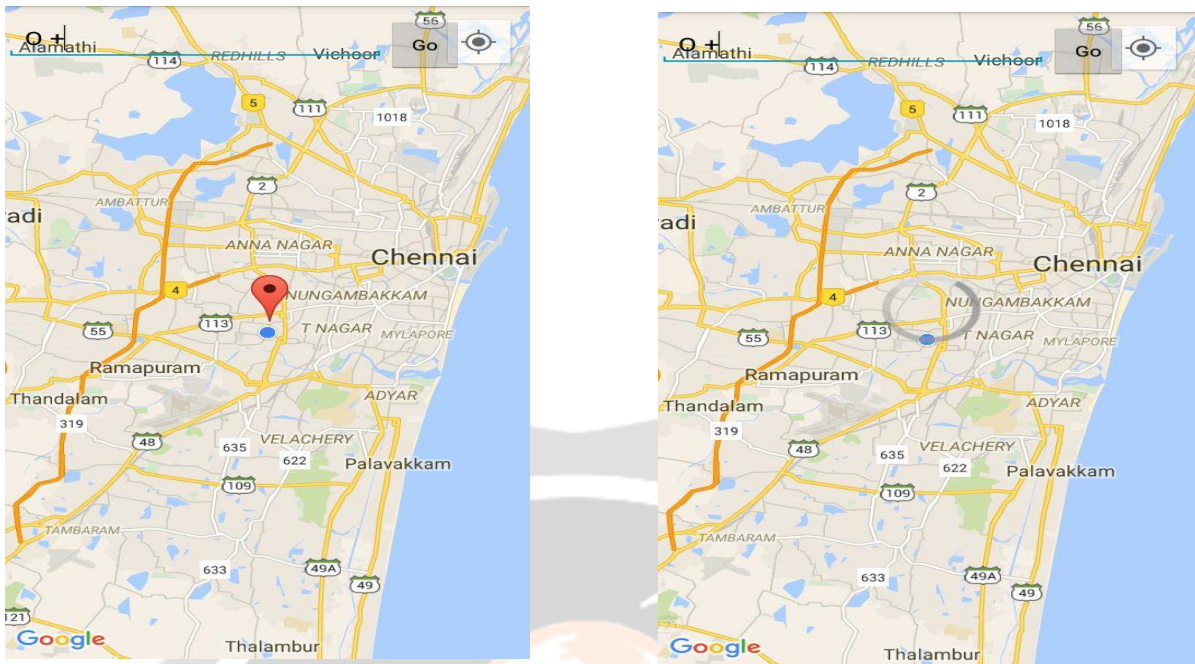 56
O +
Go
Alamathi
114
REDHILLS
Vichoor
5
111
1018
2
AMBATTUR
adi
ANNA NAGAR
Chennai
4
NUNGAMBAKKAM
113
T NAGAR
55
MYLAPORE
Ramapuram
Thandalam
ADYAR
319
48
VELACHERY
635
622
Palavakkam
109
TAMBARAM
633
49A
49
121
Google
Thalambur
56
O +
Go
Alamathi
114
REDHILLS
Vichoor
5
111
1018
2
AMBATTUR
adi
ANNA NAGAR
Chennai
4
NUNGAMBAKKAM
113
T NAGAR
55
MYLAPORE
Ramapuram
Thandalam
ADYAR
319
48
VELACHERY
635
622
Palavakkam
109
TAMBARAM
633
49A
49
Google
Thalambur